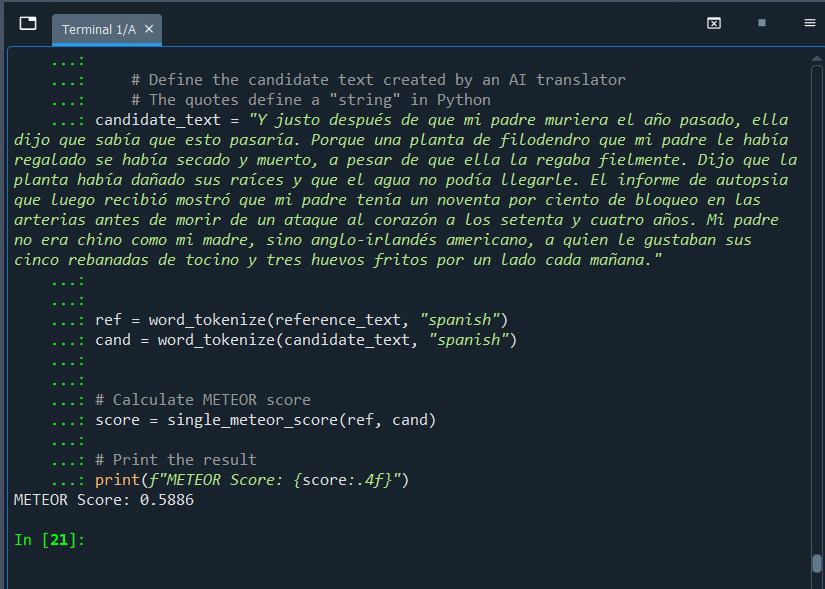 Terminal 1/A
...:
...:     # Define the candidate text created by an AI translator
...:     # The quotes define a "string" in Python
...: candidate_text = "Y justo después de que mi padre muriera el año pasado, ella
dijo que sabía que esto pasaría. Porque una planta de filodendro que mi padre le había
regalado se había secado y muerto, a pesar de que ella la regaba fielmente. Dijo que la
planta había dañado sus raíces y que el agua no podía llegarle. El informe de autopsia
que luego recibió mostró que mi padre tenía un noventa por ciento de bloqueo en las
arterias antes de morir de un ataque al corazón a los setenta y cuatro años. Mi padre
no era chino como mi madre, sino anglo-irlandés americano, a quien le gustaban sus
cinco rebanadas de tocino y tres huevos fritos por un lado cada mañana."
...:
...:
...: ref = word_tokenize(reference_text, "spanish")
...: cand = word_tokenize(candidate_text, "spanish")
...:
...:
...: # Calculate METEOR score
...: score = single_meteor_score(ref, cand)
...:
...: # Print the result
...: print(f"METEOR Score: {score:.4f}")
METEOR Score: 0.5886
In [21]: